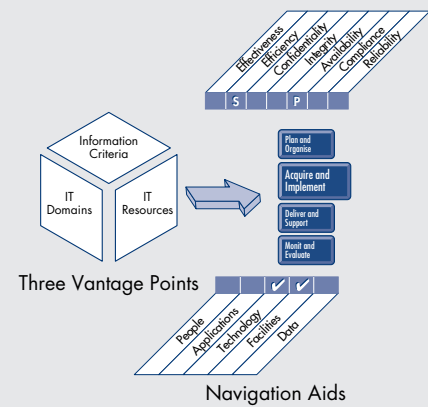 Effectiveness
Efficiency
Confidentiality
Integrity
Availability
Compliance
Reliability
S P
Information
Criteria
IT
Domains
IT
Resources
Plan and
Organise
Acquire and
Implement
Deliver and
Support
Monit and
Evaluate
Three Vantage Points
✓ ✓
People
Applications
Technology
Facilities
Data
Navigation Aids